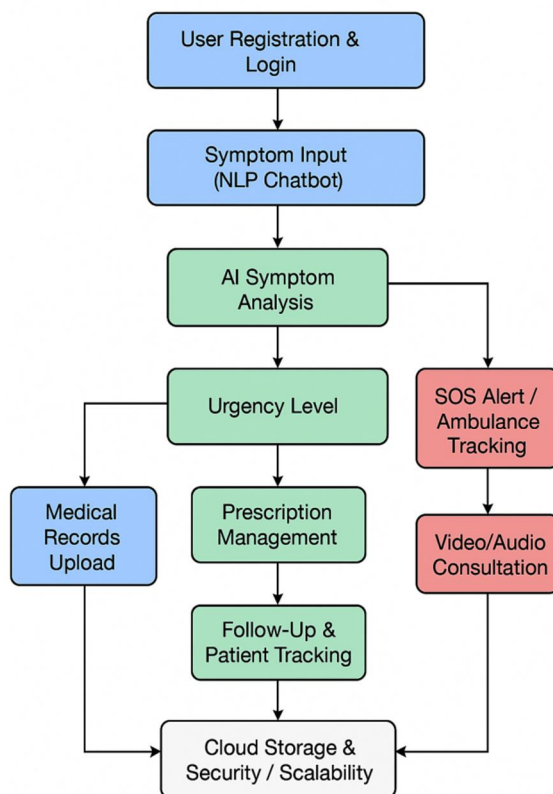 User Registration &
Login
Symptom Input
(NLP Chatbot)
AI Symptom
Analysis
Urgency Level
SOS Alert /
Ambulance
Tracking
Medical
Records
Upload
Prescription
Management
Video/Audio
Consultation
Follow-Up &
Patient Tracking
Cloud Storage &
Security / Scalability